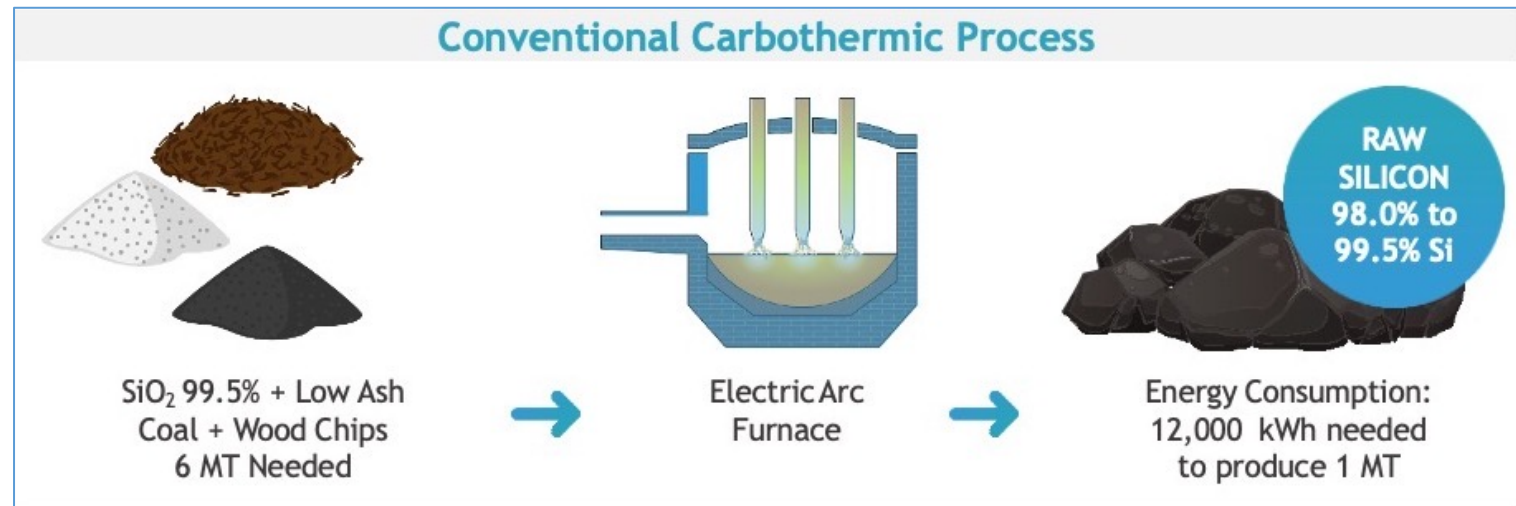 Conventional Carbothermic Process
RAW
SILICON
98.0% to
99.5% Si
SiO₂ 99.5% + Low Ash
Coal + Wood Chips
6 MT Needed
Electric Arc
Furnace
Energy Consumption:
12,000 kWh needed
to produce 1 MT